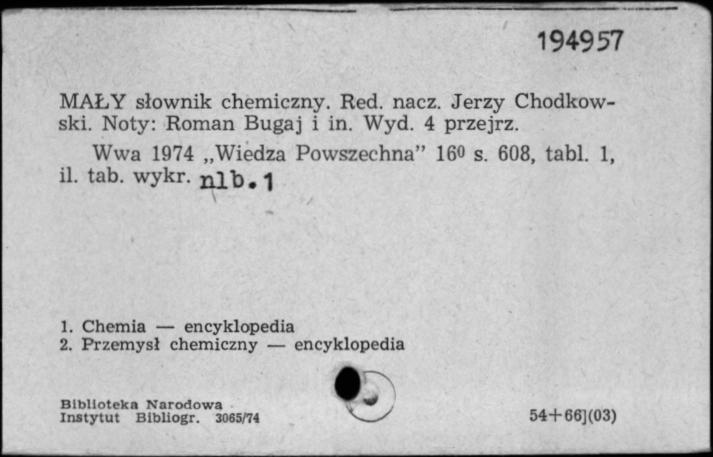 194957
MAŁY słownik chemiczny. Red. nacz. Jerzy Chodkow-
ski. Noty: Roman Bugaj i in. Wyd. 4 przejrz.
Wwa 1974 „Wiedza Powszechna” 16⁰ s. 608, tabl. 1,
il. tab. wykr. nlb. 1
1. Chemia — encyklopedia
2. Przemysł chemiczny — encyklopedia
Biblioteka Narodowa
Instytut Bibliogr. 3065/74
54+66](03)